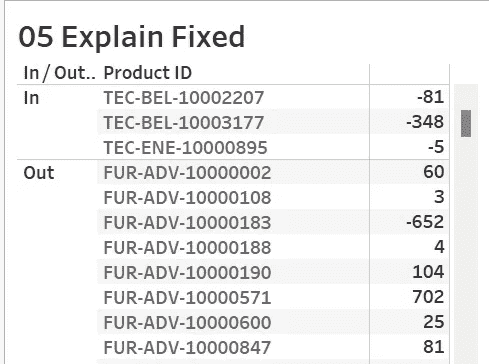 05 Explain Fixed
In / Out.. Product ID
In TEC-BEL-10002207 -81
TEC-BEL-10003177 -348
TEC-ENE-10000895 -5
Out FUR-ADV-10000002 60
FUR-ADV-10000108 3
FUR-ADV-10000183 -652
FUR-ADV-10000188 4
FUR-ADV-10000190 104
FUR-ADV-10000571 702
FUR-ADV-10000600 25
FUR-ADV-10000847 81